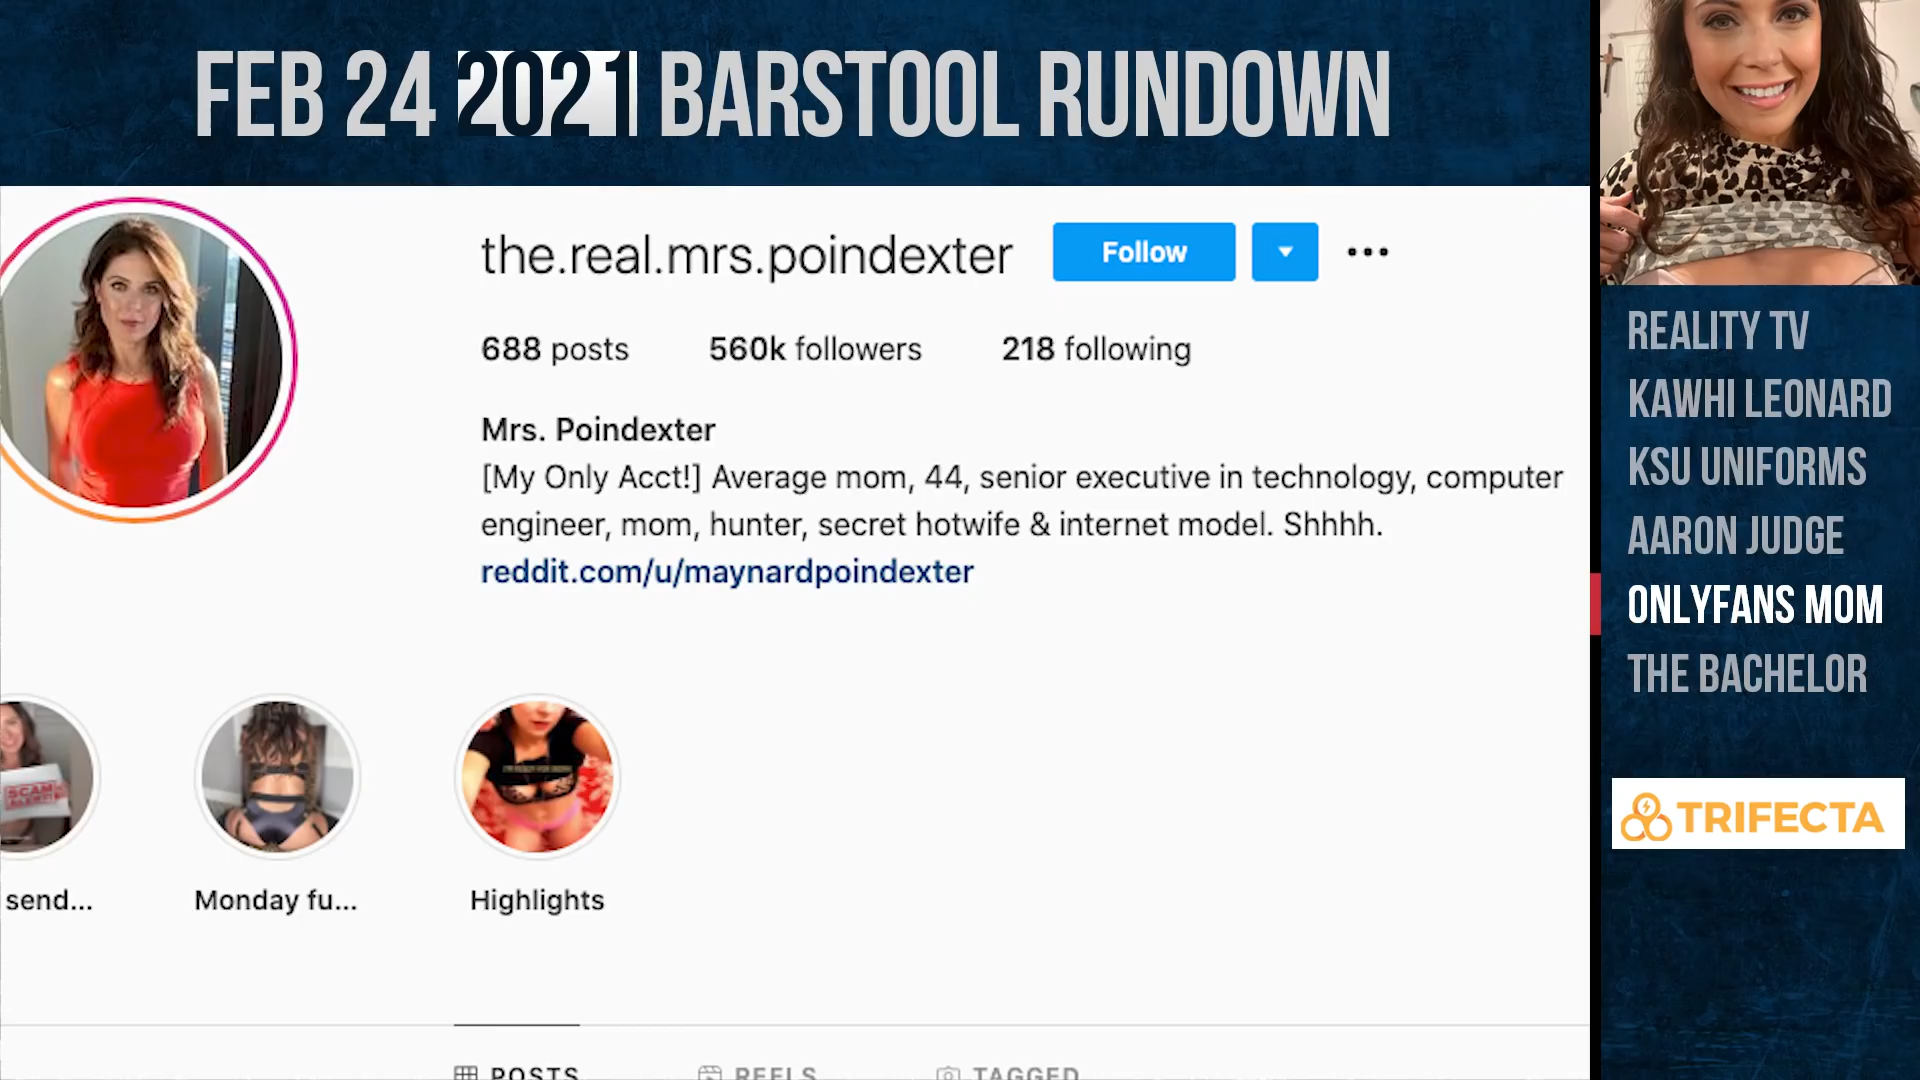 FEB 24 2021 BARSTOOL RUNDOWN
the.real.mrs.poindexter
Follow
688 posts 560k followers 218 following
Mrs. Poindexter
[My Only Acct!] Average mom, 44, senior executive in technology, computer
engineer, mom, hunter, secret hotwife & internet model. Shhhh.
reddit.com/u/maynardpoindexter
SCAM
send...
Monday fu...
Highlights
POSTS
REELS
TAGGED
REALITY TV
KAWHI LEONARD
KSU UNIFORMS
AARON JUDGE
ONLYFANS MOM
THE BACHELOR
TRIFECTA